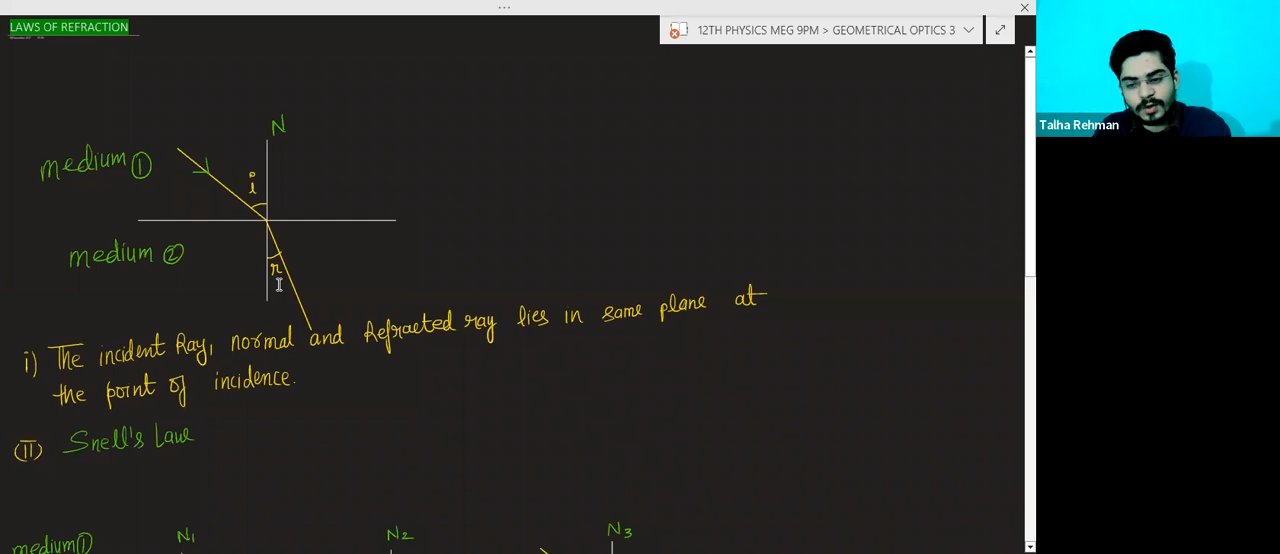 LAWS OF REFRACTION
12TH PHYSICS MEG 9PM > GEOMETRICAL OPTICS 3
Talha Rehman
N
medium ①
i
medium ②
r
i) The incident Ray, normal and Refracted ray lies in same plane at
the point of incidence.
(II) Snell's Law
medium①
N1
N2
N3